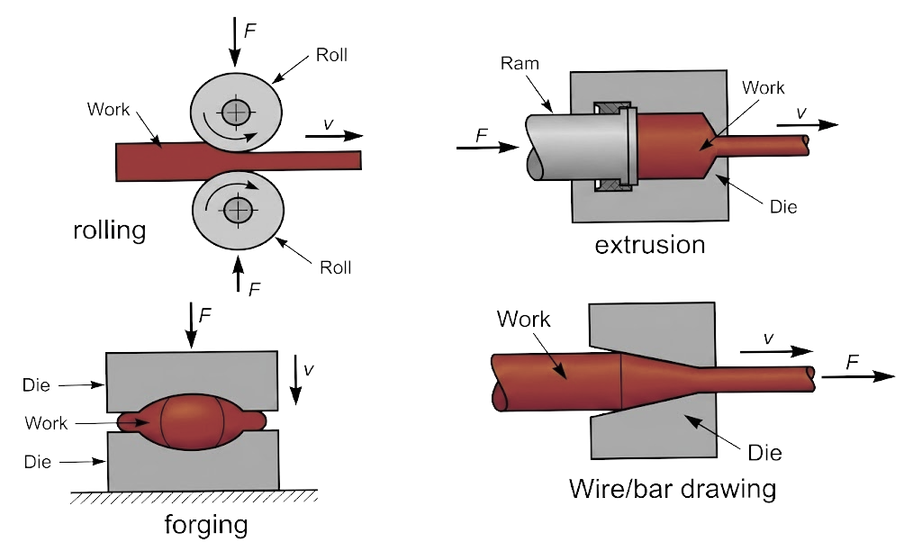 F
Roll
Work
v
rolling
Roll
F
Ram
Work
v
F
Die
extrusion
F
Die
v
Work
Die
forging
Work
v
F
Die
Wire/bar drawing